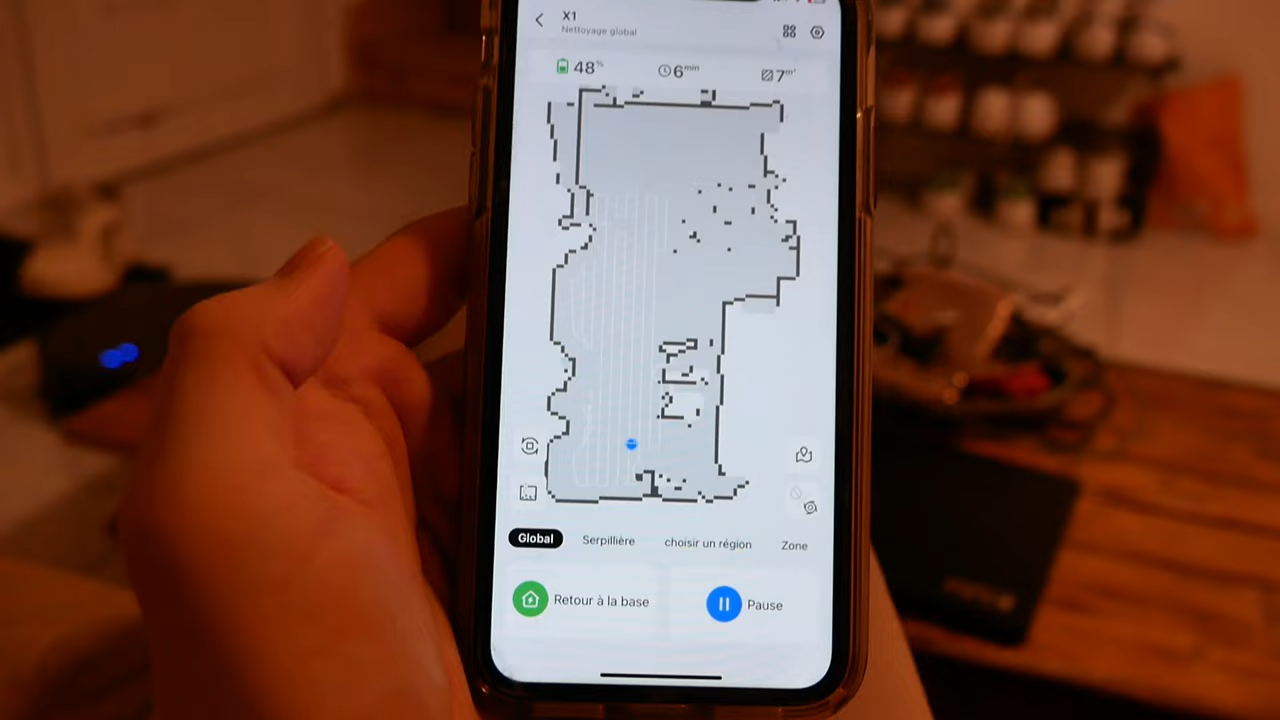 X1
Nettoyage global
48%
6min
7m²
Global
Serpillière
choisir un région
Zone
Retour à la base
Pause